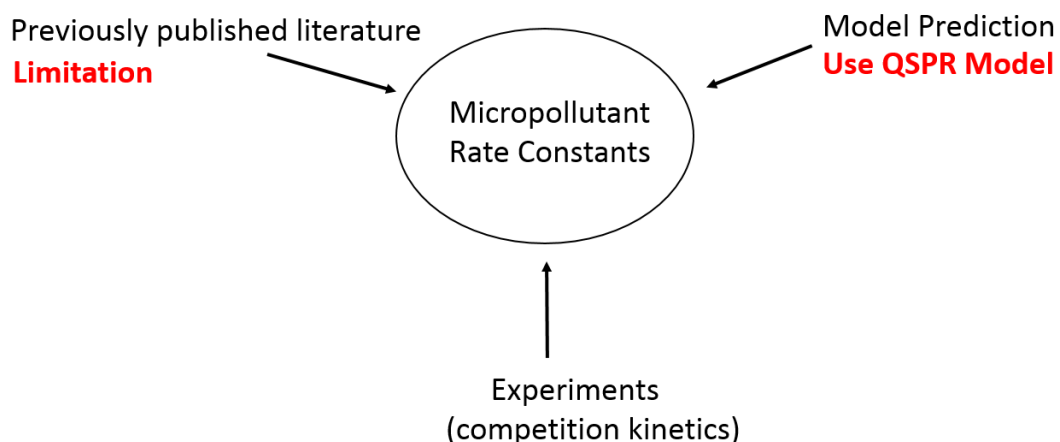 Previously published literature
Limitation
Model Prediction
Use QSPR Model
Micropollutant
Rate Constants
Experiments
(competition kinetics)